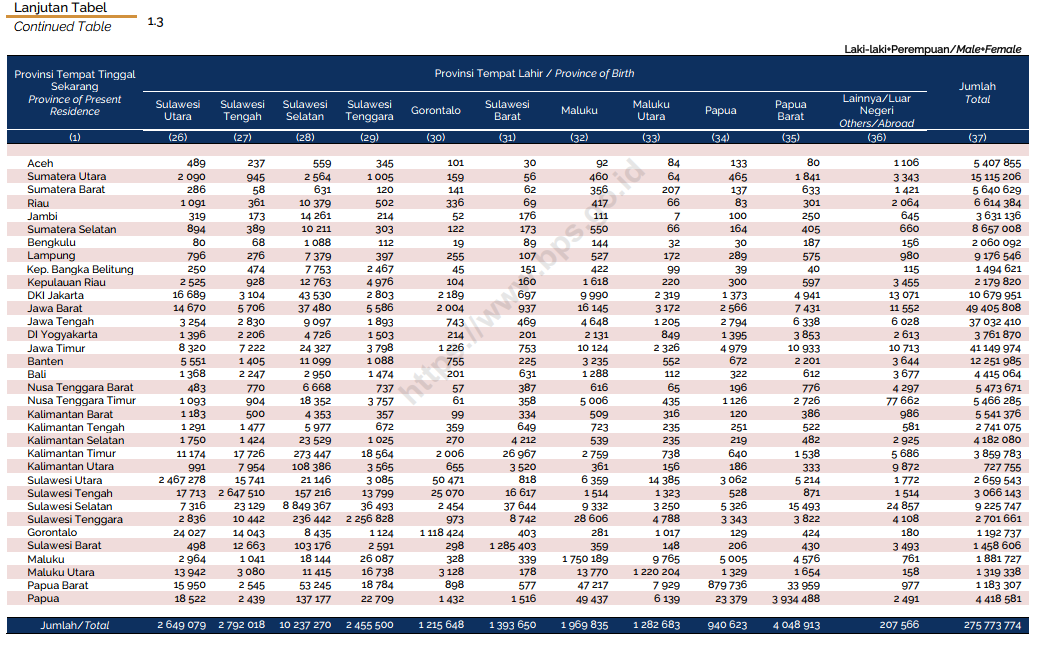 Lanjutan Tabel
Continued Table
1.3
Laki-laki+Perempuan/Male+Female
Provinsi Tempat Tinggal Sekarang Province of Present Residence
Provinsi Tempat Lahir / Province of Birth
Jumlah Total
Sulawesi Utara Sulawesi Tengah Sulawesi Selatan Sulawesi Tenggara Gorontalo Sulawesi Barat Maluku Maluku Utara Papua Papua Barat Lainnya/Luar Negeri Others/Abroad
(1) (26) (27) (28) (29) (30) (31) (32) (33) (34) (35) (36) (37)
Aceh 489 237 559 345 101 30 92 84 133 80 1 106 5 407 855
Sumatera Utara 2 090 945 2 564 1 005 159 56 460 64 465 1 841 3 343 15 115 206
Sumatera Barat 286 58 631 120 141 62 356 207 137 633 1 421 5 640 629
Riau 1 091 361 10 379 502 336 69 417 66 83 301 2 064 6 614 384
Jambi 319 173 14 261 214 52 176 111 7 100 250 645 3 631 136
Sumatera Selatan 894 389 10 211 303 122 173 550 66 164 405 660 8 657 008
Bengkulu 80 68 1 088 112 19 89 144 32 30 187 156 2 060 092
Lampung 796 276 7 379 397 255 107 527 172 289 575 980 9 176 546
Kep. Bangka Belitung 250 474 7 753 2 467 45 151 422 99 39 40 115 1 494 621
Kepulauan Riau 2 525 928 12 763 4 976 104 160 1 618 220 300 597 3 455 2 179 820
DKI Jakarta 16 689 3 104 43 530 2 803 2 189 697 9 990 2 319 1 373 4 941 13 071 10 679 951
Jawa Barat 14 670 5 706 37 480 5 586 2 004 937 16 145 3 172 2 566 7 431 11 552 49 405 808
Jawa Tengah 3 254 2 830 9 097 1 893 743 469 4 648 1 205 2 794 6 338 6 028 37 032 410
DI Yogyakarta 1 396 2 206 4 726 1 503 214 201 2 131 849 1 395 3 853 2 613 3 761 870
Jawa Timur 8 320 7 222 24 327 3 798 1 226 753 10 124 2 326 4 979 10 933 10 713 41 149 974
Banten 5 551 1 405 11 099 1 088 755 225 3 235 552 672 2 201 3 644 12 251 985
Bali 1 368 2 247 2 950 1 474 201 631 1 288 112 322 612 3 677 4 415 064
Nusa Tenggara Barat 483 770 6 668 737 57 387 616 65 196 776 4 297 5 473 671
Nusa Tenggara Timur 1 093 904 18 352 3 757 61 358 5 006 435 1 126 2 726 77 662 5 466 285
Kalimantan Barat 1 183 500 4 353 357 99 334 509 316 120 386 986 5 541 376
Kalimantan Tengah 1 291 1 477 5 977 672 359 649 723 235 251 522 581 2 741 075
Kalimantan Selatan 1 750 1 424 23 529 1 025 270 4 212 539 235 219 482 2 925 4 182 080
Kalimantan Timur 11 174 17 726 273 447 18 564 2 006 26 967 2 759 738 640 1 538 5 686 3 859 783
Kalimantan Utara 991 7 954 108 386 3 565 655 3 520 361 156 186 333 9 872 727 755
Sulawesi Utara 2 467 278 15 741 21 146 3 085 50 471 818 6 359 14 385 3 062 5 214 1 772 2 659 543
Sulawesi Tengah 17 713 2 647 510 157 216 13 799 25 070 16 617 1 514 1 323 528 871 1 514 3 066 143
Sulawesi Selatan 7 316 23 129 8 849 367 36 493 2 454 37 644 9 332 3 250 5 326 15 493 24 857 9 225 747
Sulawesi Tenggara 2 836 10 442 236 442 2 256 828 973 8 742 28 606 4 788 3 343 3 822 4 108 2 701 661
Gorontalo 24 027 14 043 8 435 1 124 1 118 424 403 281 1 017 129 424 180 1 192 737
Sulawesi Barat 498 12 663 103 176 2 591 298 1 285 403 359 148 206 430 3 493 1 458 606
Maluku 2 964 1 041 18 144 26 087 328 339 1 750 189 9 765 5 005 4 576 761 1 881 727
Maluku Utara 13 942 3 080 11 415 16 738 3 128 178 13 770 1 220 204 1 329 1 654 158 1 319 338
Papua Barat 15 950 2 545 53 245 18 784 898 577 47 217 7 929 879 736 33 959 977 1 183 307
Papua 18 522 2 439 137 177 22 709 1 432 1 516 49 437 6 139 23 379 3 934 488 2 491 4 418 581
Jumlah/Total 2 649 079 2 792 018 10 237 270 2 455 500 1 215 648 1 393 650 1 969 835 1 282 683 940 623 4 048 913 207 566 275 773 774
https://www.bps.go.id